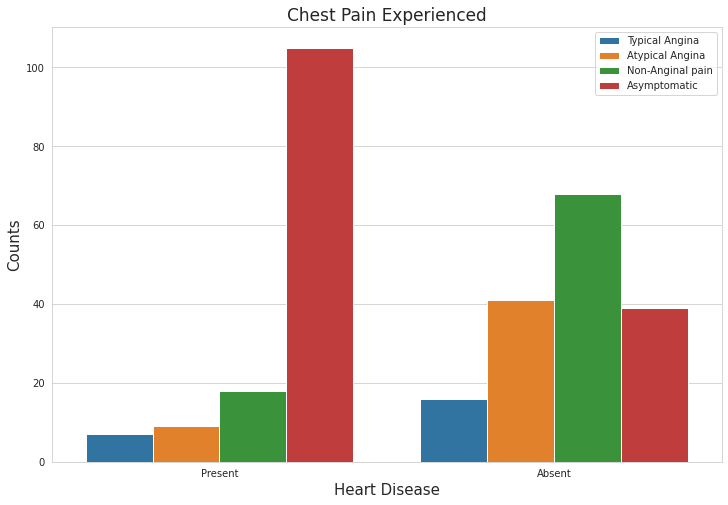 Chest Pain Experienced
Typical Angina
Atypical Angina
Non-Anginal pain
Asymptomatic
100
80
60
40
20
0
Counts
Present
Absent
Heart Disease